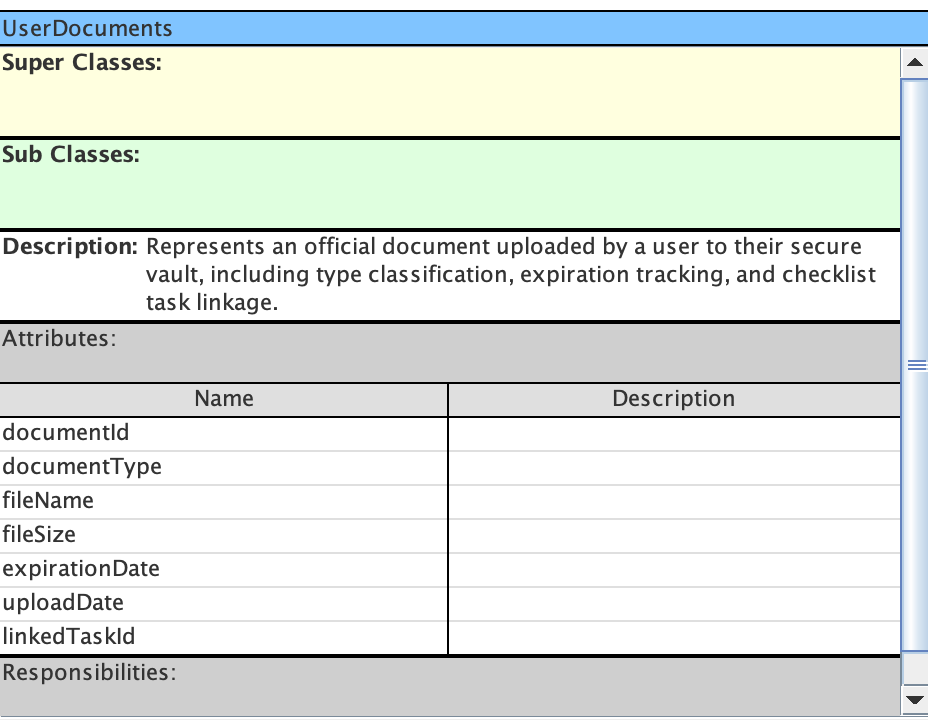 UserDocuments
Super Classes:
Sub Classes:
Description: Represents an official document uploaded by a user to their secure
vault, including type classification, expiration tracking, and checklist
task linkage.
Attributes:
Name Description
documentId
documentType
fileName
fileSize
expirationDate
uploadDate
linkedTaskId
Responsibilities: